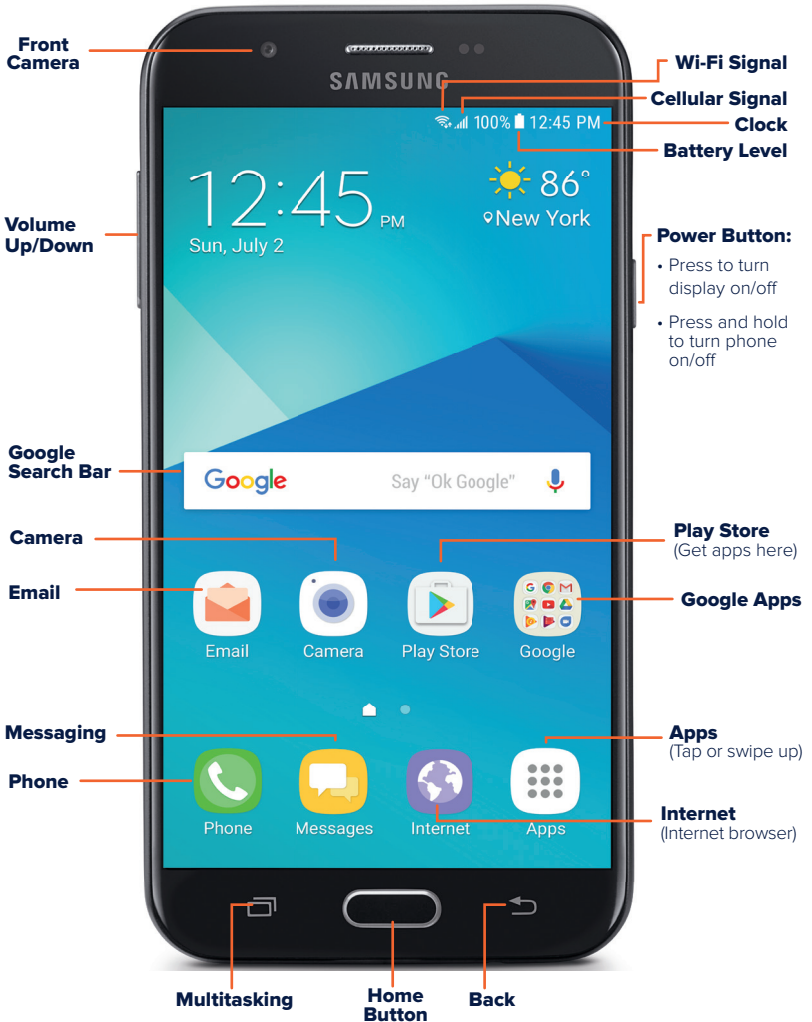 Front
Camera
SAMSUNG
Wi-Fi Signal
Cellular Signal
Clock
Battery Level
100% 12:45 PM
12:45 PM
Sun, July 2
86°
New York
Volume
Up/Down
Power Button:
• Press to turn
display on/off
• Press and hold
to turn phone
on/off
Google
Search Bar
Google
Say "Ok Google"
Camera
Email
Play Store
(Get apps here)
Google Apps
Email
Camera
Play Store
Google
Messaging
Phone
Apps
(Tap or swipe up)
Internet
(Internet browser)
Phone
Messages
Internet
Apps
Multitasking
Home
Button
Back